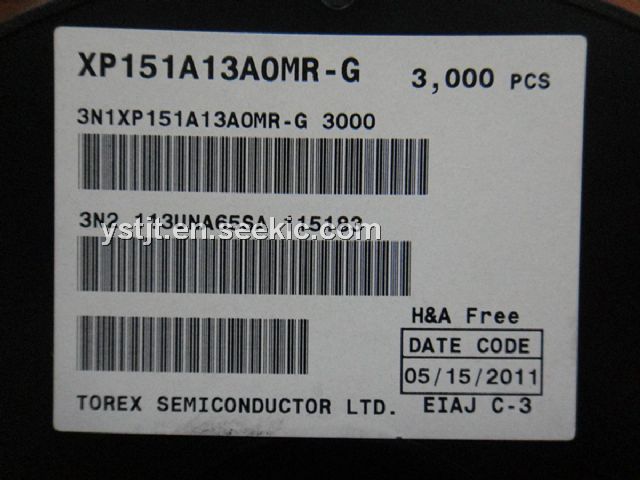 XP151A13A0MR-G 3,000 PCS
3N1XP151A13A0MR-G 3000
3N2
ystjt.seekic.com
H&A Free
DATE CODE
05/15/2011
TOREX SEMICONDUCTOR LTD. EIAJ C-3